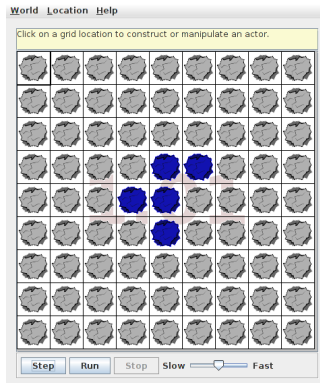 World Location Help
Click on a grid location to construct or manipulate an actor.
Step Run Stop Slow Fast